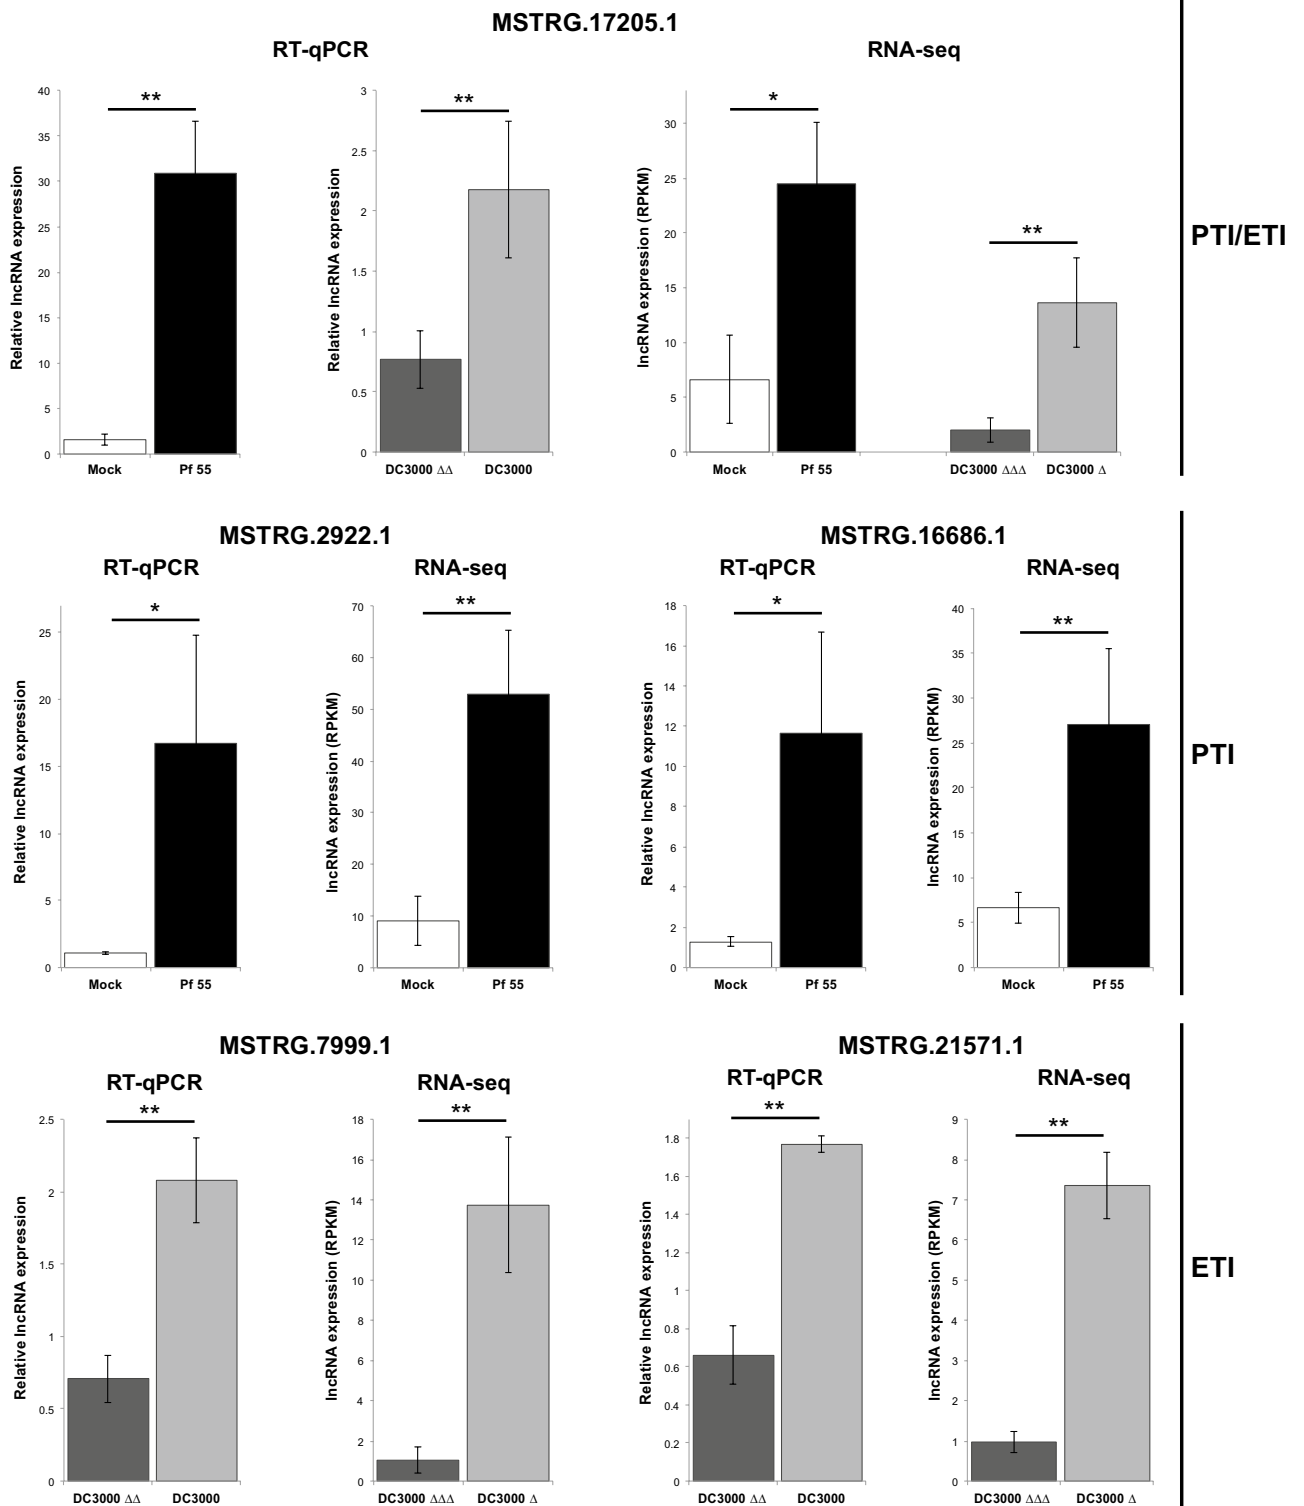 MSTRG.17205.1
RT-qPCR
RNA-seq
Relative lncRNA expression
40
35
30
25
20
15
10
5
0
**
Mock Pf 55
Relative lncRNA expression
3
2.5
2
1.5
1
0.5
0
**
DC3000 ΔΔ DC3000
lncRNA expression (RPKM)
30
25
20
15
10
5
0
*
**
Mock Pf 55 DC3000 ΔΔΔ DC3000 Δ
PTI/ETI
MSTRG.2922.1
RT-qPCR
RNA-seq
Relative lncRNA expression
25
20
15
10
5
0
*
Mock Pf 55
lncRNA expression (RPKM)
70
60
50
40
30
20
10
0
**
Mock Pf 55
MSTRG.16686.1
RT-qPCR
RNA-seq
Relative lncRNA expression
18
16
14
12
10
8
6
4
2
0
*
Mock Pf 55
lncRNA expression (RPKM)
40
35
30
25
20
15
10
5
0
**
Mock Pf 55
PTI
MSTRG.7999.1
RT-qPCR
RNA-seq
Relative lncRNA expression
2.5
2
1.5
1
0.5
0
**
DC3000 ΔΔ DC3000
lncRNA expression (RPKM)
18
16
14
12
10
8
6
4
2
0
**
DC3000 ΔΔΔ DC3000 Δ
MSTRG.21571.1
RT-qPCR
RNA-seq
Relative lncRNA expression
1.8
1.6
1.4
1.2
1
0.8
0.6
0.4
0.2
0
**
DC3000 ΔΔ DC3000
lncRNA expression (RPKM)
9
8
7
6
5
4
3
2
1
0
**
DC3000 ΔΔΔ DC3000 Δ
ETI